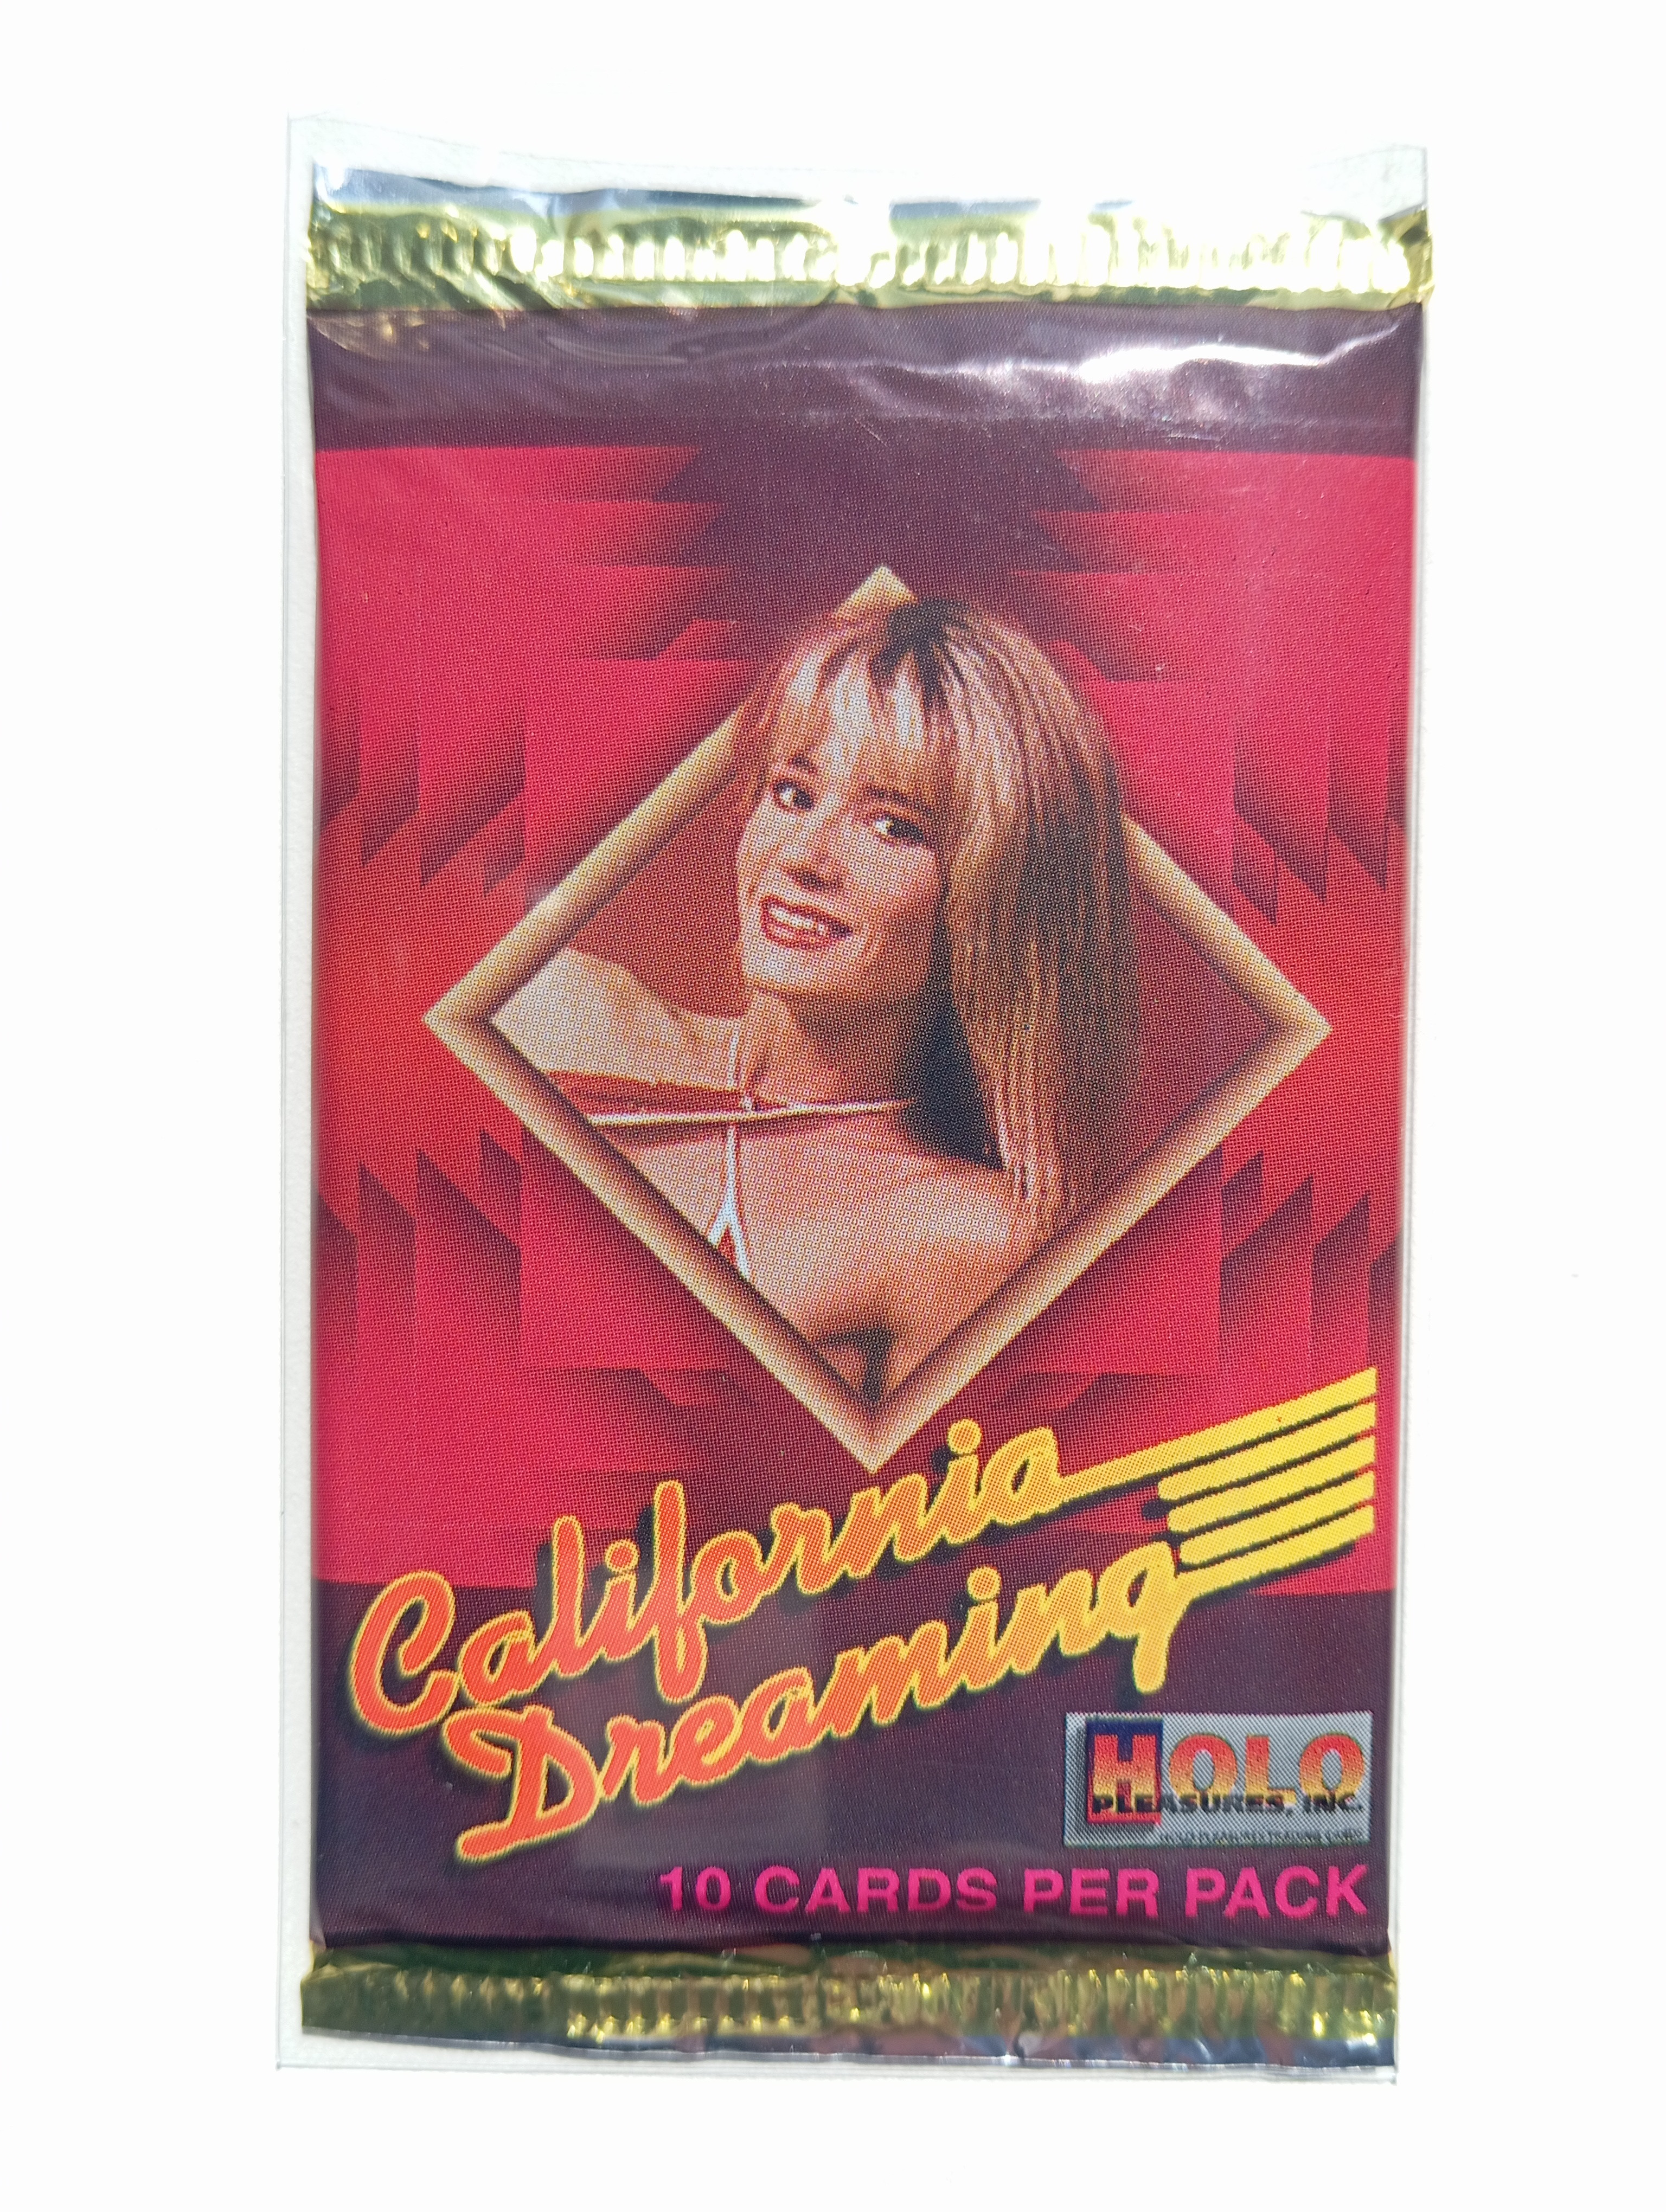 California
Dreaming
HOLO
PLEASURES, INC.
10 CARDS PER PACK